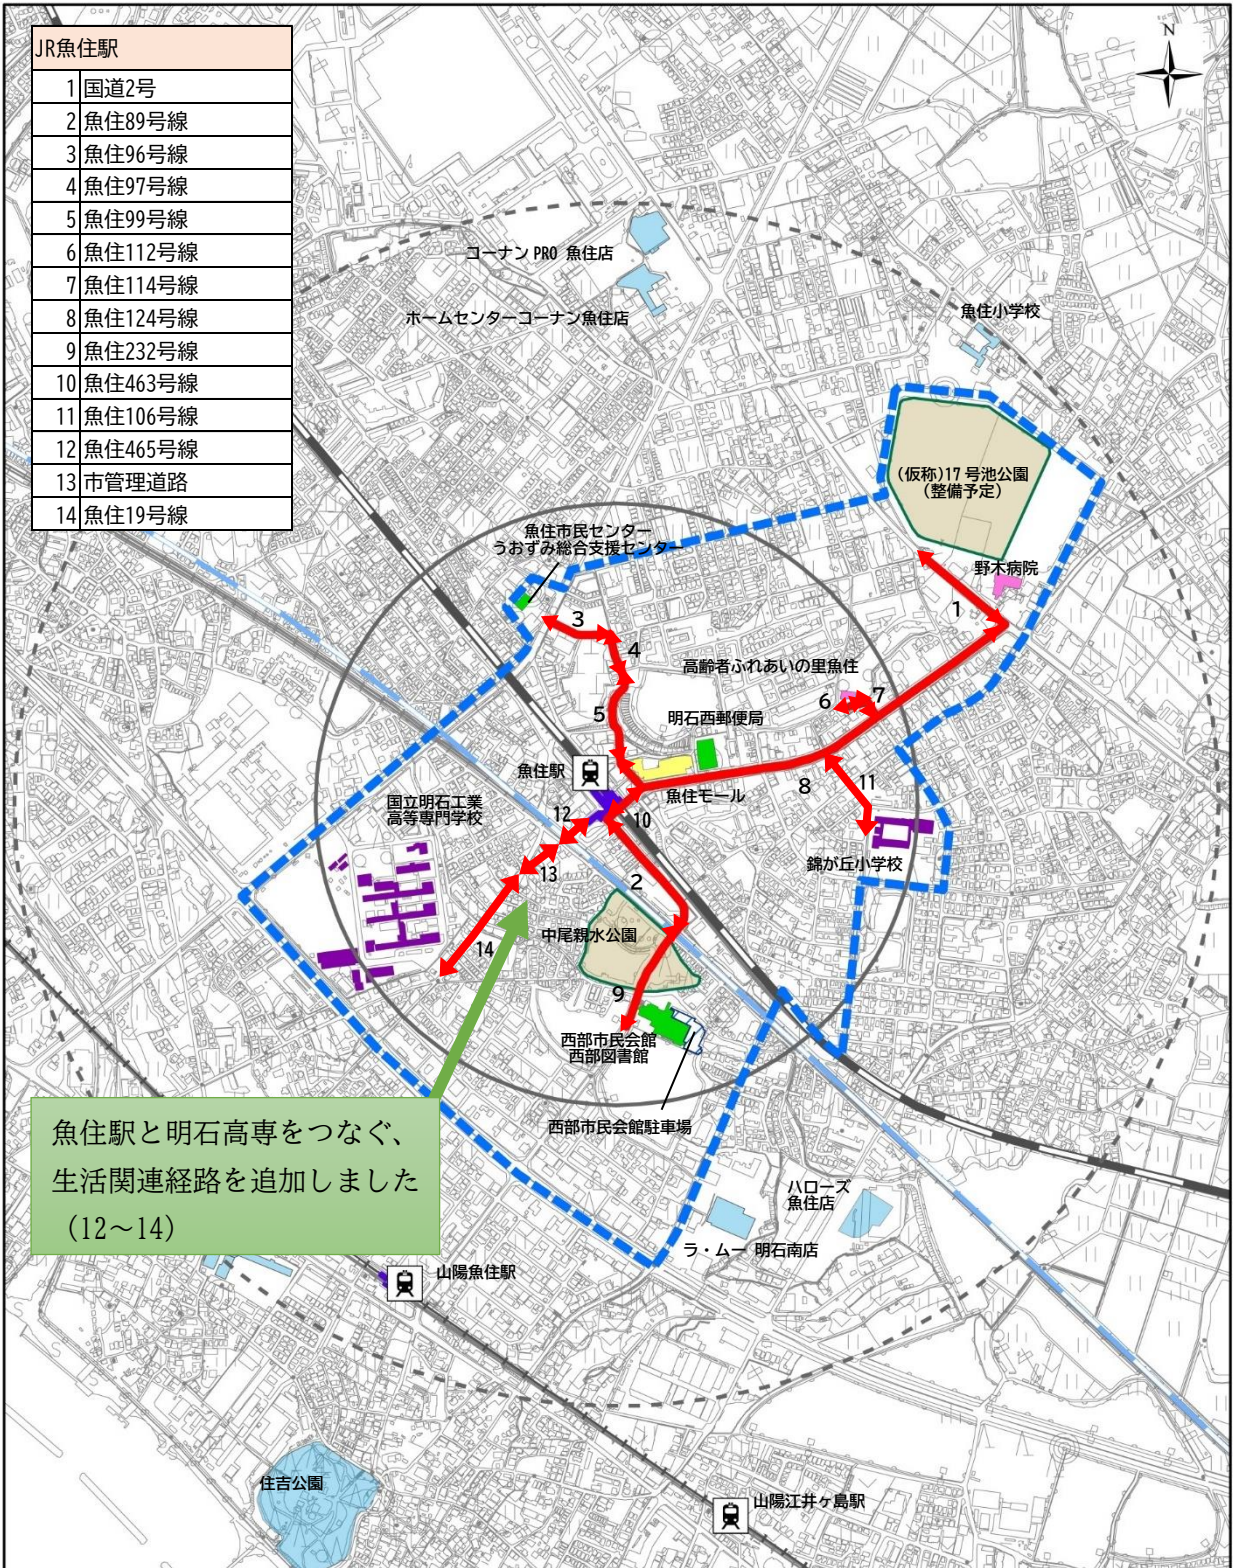 JR魚住駅
1 国道2号
2 魚住89号線
3 魚住96号線
4 魚住97号線
5 魚住99号線
6 魚住112号線
7 魚住114号線
8 魚住124号線
9 魚住232号線
10 魚住463号線
11 魚住106号線
12 魚住465号線
13 市管理道路
14 魚住19号線
N
コーナン PRO 魚住店
ホームセンターコーナン魚住店
魚住小学校
(仮称)17号池公園
(整備予定)
魚住市民センター
うおずみ総合支援センター
野木病院
1
3
4
高齢者ふれあいの里魚住
6
7
5
明石西郵便局
魚住駅
魚住モール
8
11
国立明石工業
高等専門学校
12
10
錦が丘小学校
13
2
中尾親水公園
14
9
西部市民会館
西部図書館
西部市民会館駐車場
魚住駅と明石高専をつなぐ、
生活関連経路を追加しました
(12～14)
ハローズ
魚住店
ラ・ムー 明石南店
山陽魚住駅
住吉公園
山陽江井ヶ島駅